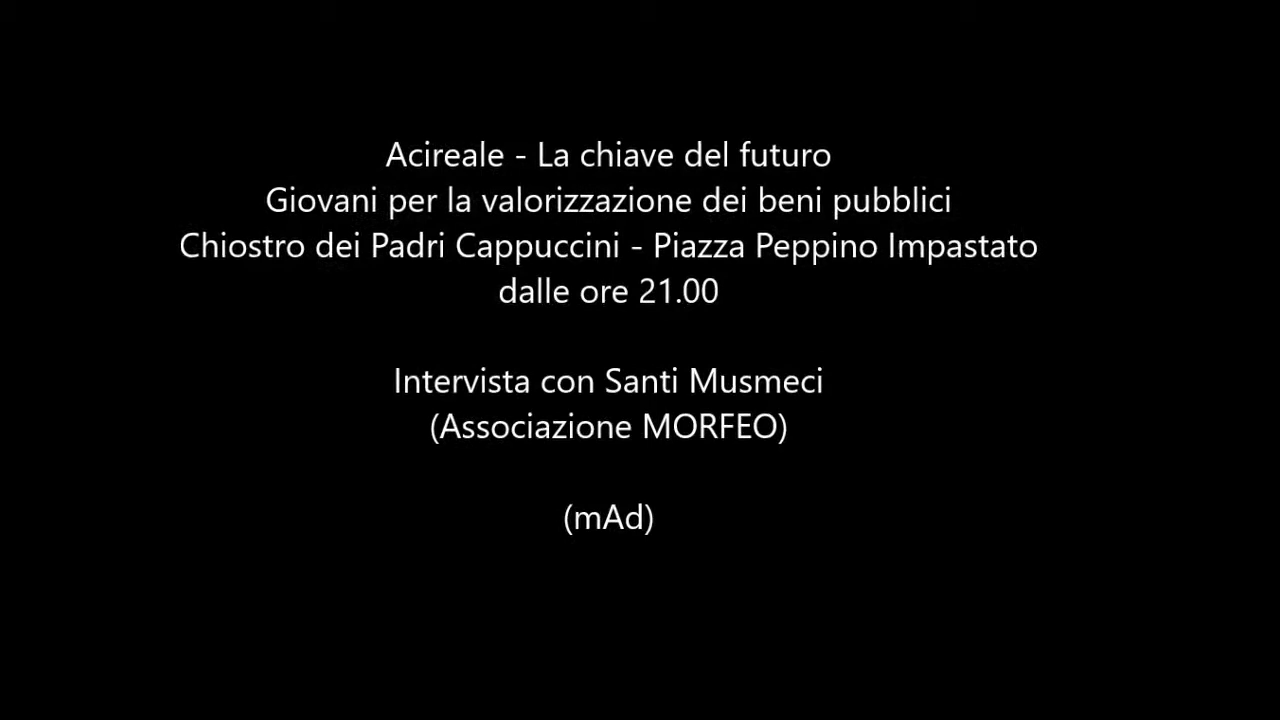 Acireale - La chiave del futuro
Giovani per la valorizzazione dei beni pubblici
Chiostro dei Padri Cappuccini - Piazza Peppino Impastato
dalle ore 21.00
Intervista con Santi Musmeci
(Associazione MORFEO)
(mAd)